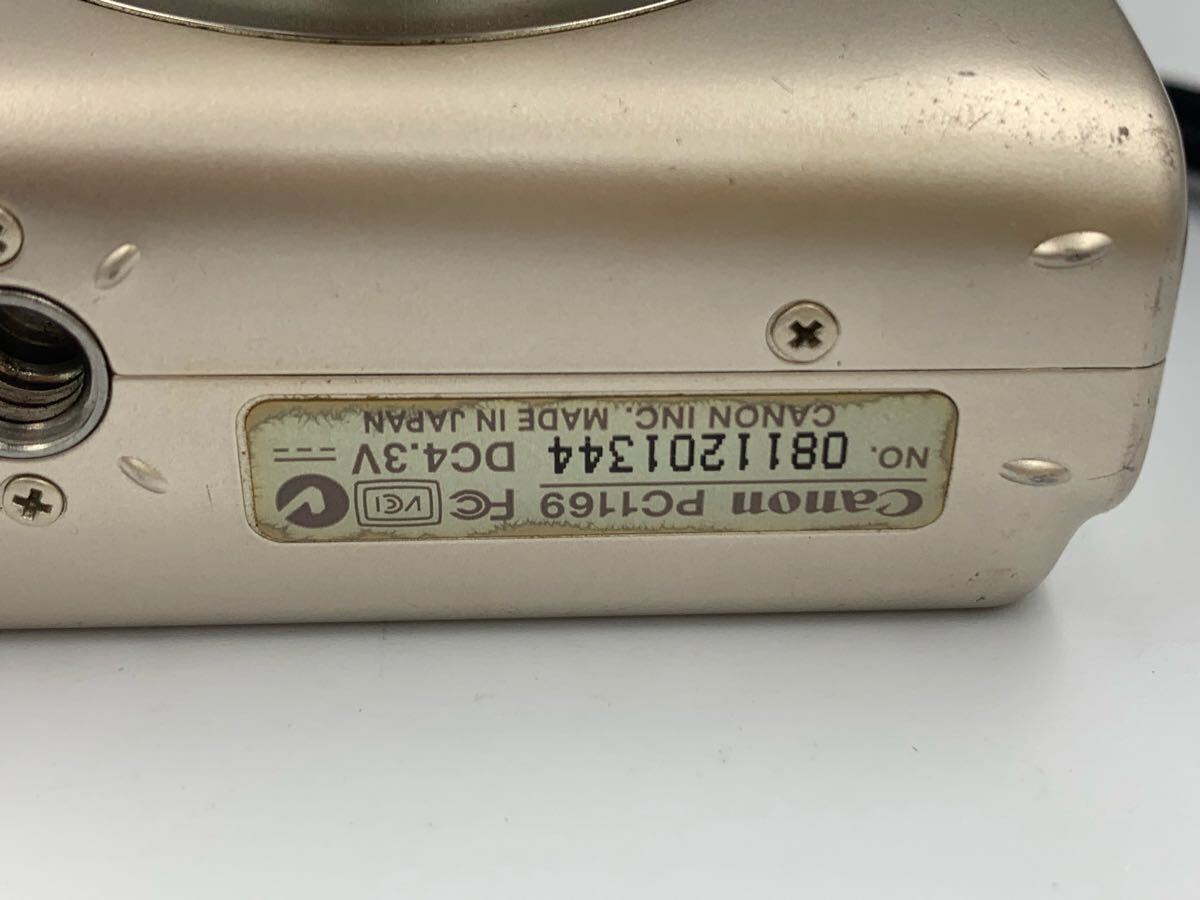 Canon PC1169 FC VCI
NO. 0811201344 DC4.3V
CANON INC. MADE IN JAPAN